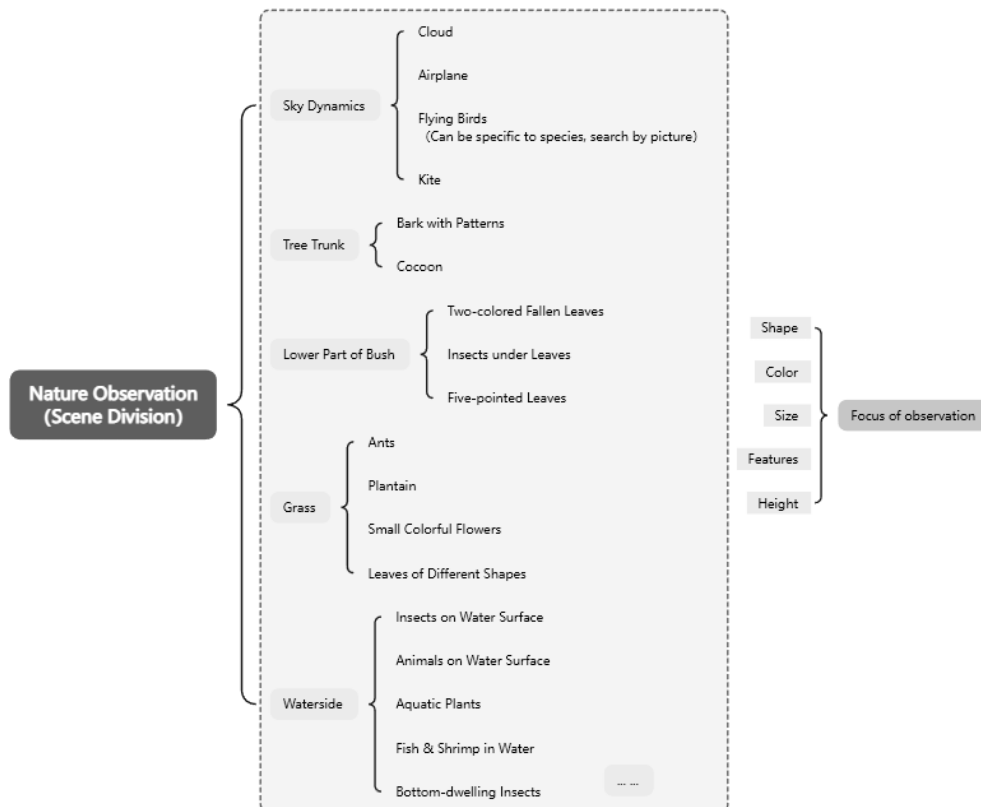 Nature Observation
(Scene Division)
Sky Dynamics
Cloud
Airplane
Flying Birds
(Can be specific to species, search by picture)
Kite
Tree Trunk
Bark with Patterns
Cocoon
Lower Part of Bush
Two-colored Fallen Leaves
Insects under Leaves
Five-pointed Leaves
Grass
Ants
Plantain
Small Colorful Flowers
Leaves of Different Shapes
Waterside
Insects on Water Surface
Animals on Water Surface
Aquatic Plants
Fish & Shrimp in Water
Bottom-dwelling Insects
... ...
Shape
Color
Size
Features
Height
Focus of observation